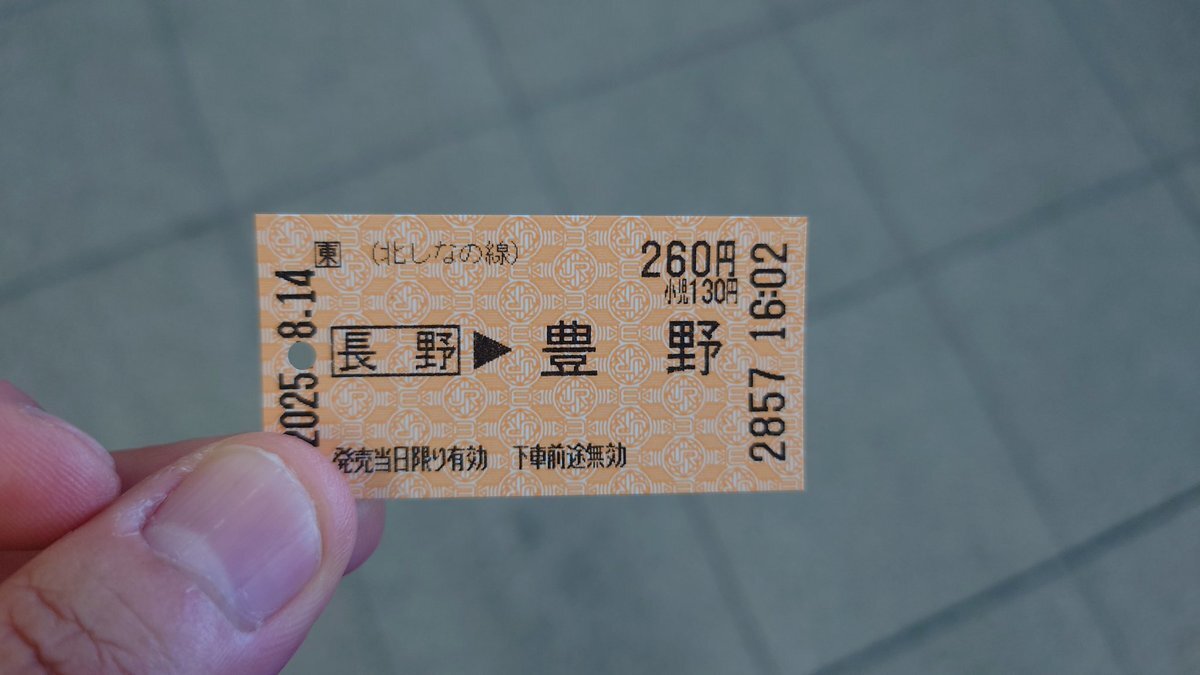 東 (北しなの線) 260円
小児130円
長野▶豊野
発売当日限り有効 下車前途無効
2025.-8.14
2857 16:02